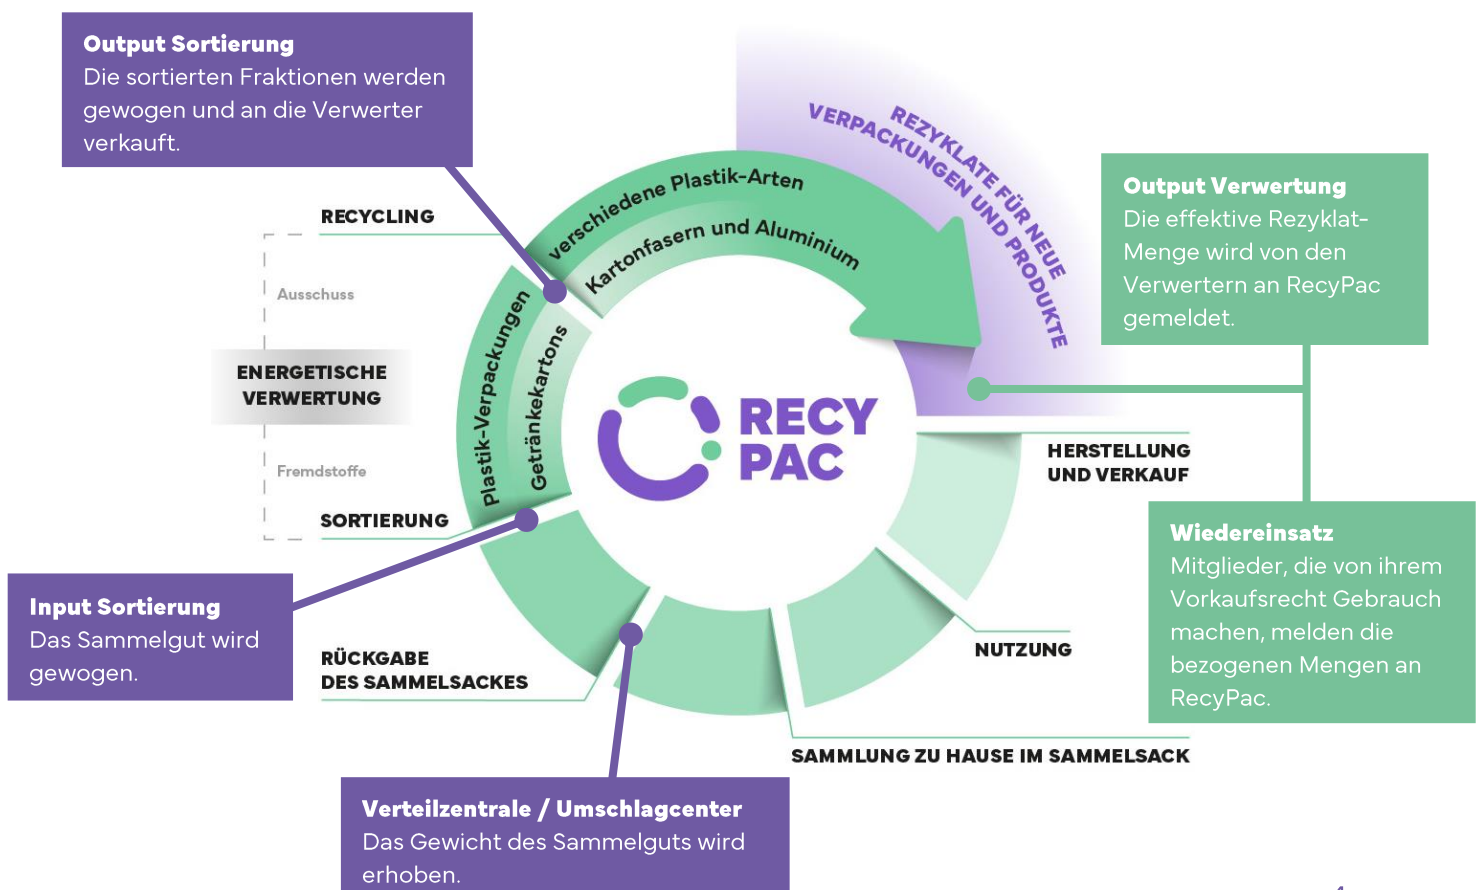 Output Sortierung
Die sortierten Fraktionen werden
gewogen und an die Verwerter
verkauft.
REZYKLATE FÜR NEUE
VERPACKUNGEN UND PRODUKTE
verschiedene Plastik-Arten
Kartonfasern und Aluminium
Output Verwertung
Die effektive Rezyklat-
Menge wird von den
Verwertern an RecyPac
gemeldet.
RECYCLING
Ausschuss
ENERGETISCHE
VERWERTUNG
Fremdstoffe
SORTIERUNG
Plastik-Verpackungen
Getränkekartons
RECY
PAC
HERSTELLUNG
UND VERKAUF
Wiedereinsatz
Mitglieder, die von ihrem
Vorkaufsrecht Gebrauch
machen, melden die
bezogenen Mengen an
RecyPac.
Input Sortierung
Das Sammelgut wird
gewogen.
RÜCKGABE
DES SAMMELSACKES
NUTZUNG
SAMMLUNG ZU HAUSE IM SAMMELSACK
Verteilzentrale / Umschlagcenter
Das Gewicht des Sammelguts wird
erhoben.